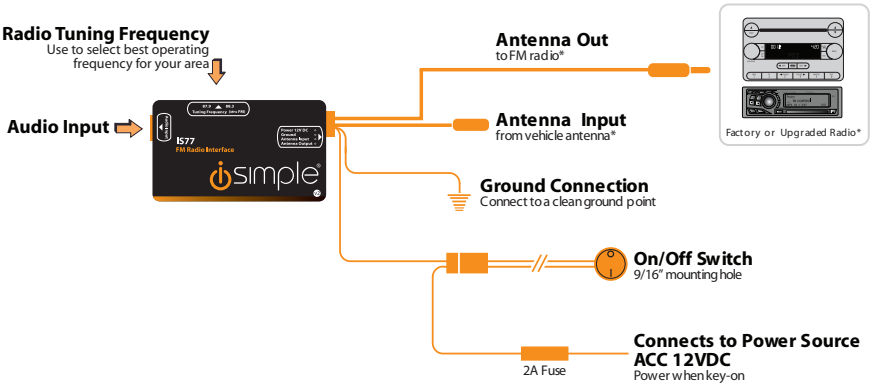 Radio Tuning Frequency
Use to select best operating
frequency for your area
Audio Input
Antenna Out
to FM radio*
Antenna Input
from vehicle antenna*
Factory or Upgraded Radio*
Ground Connection
Connect to a clean ground point
On/Off Switch
9/16" mounting hole
Connects to Power Source
ACC 12VDC
Power when key-on
2A Fuse
Tuning Frequency
Power 12V DC
Ground
Antenna Input
Antenna Output
IS77
FM Radio Interface
isimple®